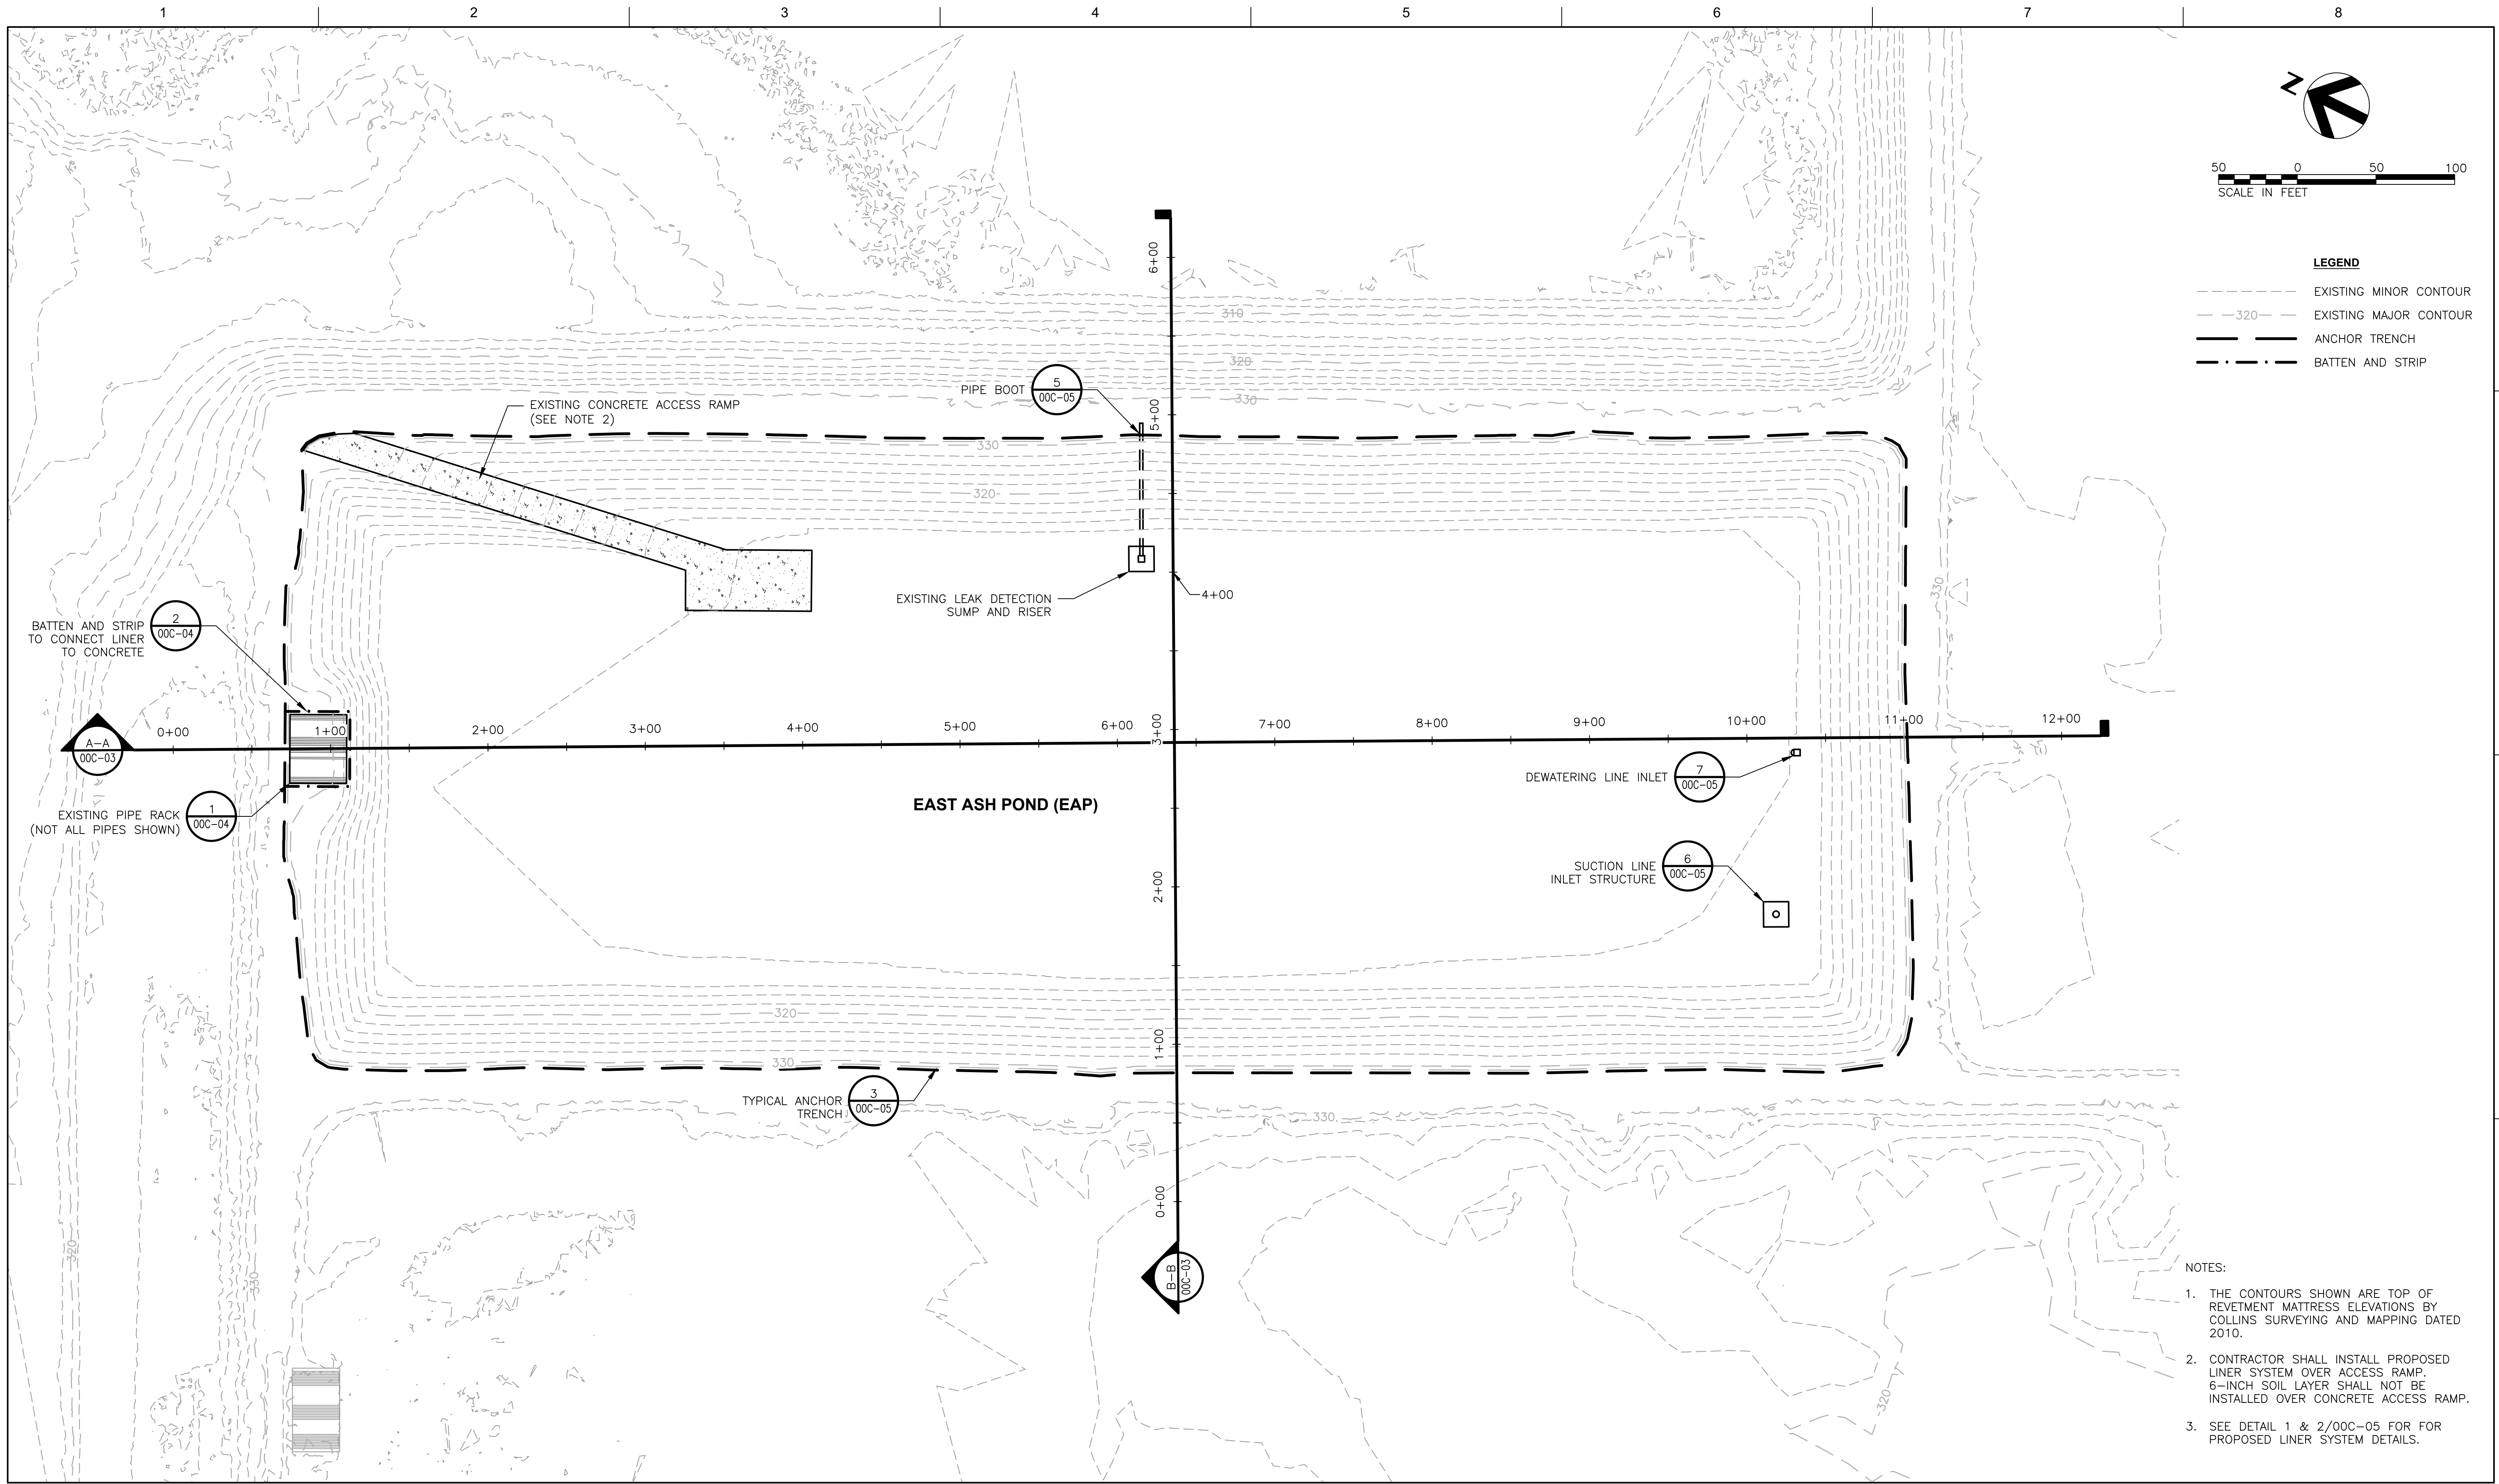 1 2 3 4 5 6 7 8
N
50 0 50 100
SCALE IN FEET
LEGEND
EXISTING MINOR CONTOUR
320 EXISTING MAJOR CONTOUR
ANCHOR TRENCH
BATTEN AND STRIP
310
320
330
6+00
5+00
PIPE BOOT
5
00C-05
EXISTING CONCRETE ACCESS RAMP
(SEE NOTE 2)
330
320
EXISTING LEAK DETECTION
SUMP AND RISER
4+00
330
2
00C-04
BATTEN AND STRIP
TO CONNECT LINER
TO CONCRETE
A-A
00C-03
0+00 1+00 2+00 3+00 4+00 5+00 6+00 7+00 8+00 9+00 10+00 11+00 12+00
3+00
1
00C-04
EXISTING PIPE RACK
(NOT ALL PIPES SHOWN)
EAST ASH POND (EAP)
DEWATERING LINE INLET
7
00C-05
SUCTION LINE
INLET STRUCTURE
6
00C-05
2+00
320
1+00
330
TYPICAL ANCHOR
TRENCH
3
00C-05
330
0+00
320
330
B-B
00C-03
320
NOTES:
1. THE CONTOURS SHOWN ARE TOP OF
REVETMENT MATTRESS ELEVATIONS BY
COLLINS SURVEYING AND MAPPING DATED
2010.
2. CONTRACTOR SHALL INSTALL PROPOSED
LINER SYSTEM OVER ACCESS RAMP.
6-INCH SOIL LAYER SHALL NOT BE
INSTALLED OVER CONCRETE ACCESS RAMP.
3. SEE DETAIL 1 & 2/00C-05 FOR FOR
PROPOSED LINER SYSTEM DETAILS.